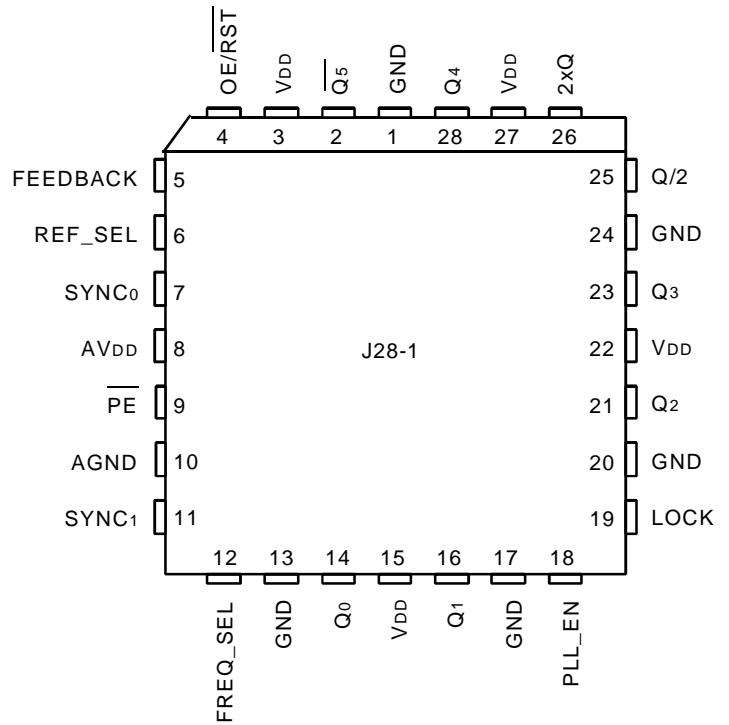 OE/RST
VDD
Q5
GND
Q4
VDD
2xQ
4 3 2 1 28 27 26
FEEDBACK 5 25 Q/2
REF_SEL 6 24 GND
SYNC0 7 23 Q3
AVDD 8 J28-1 22 VDD
PE 9 21 Q2
AGND 10 20 GND
SYNC1 11 19 LOCK
12 13 14 15 16 17 18
FREQ_SEL
GND
Q0
VDD
Q1
GND
PLL_EN